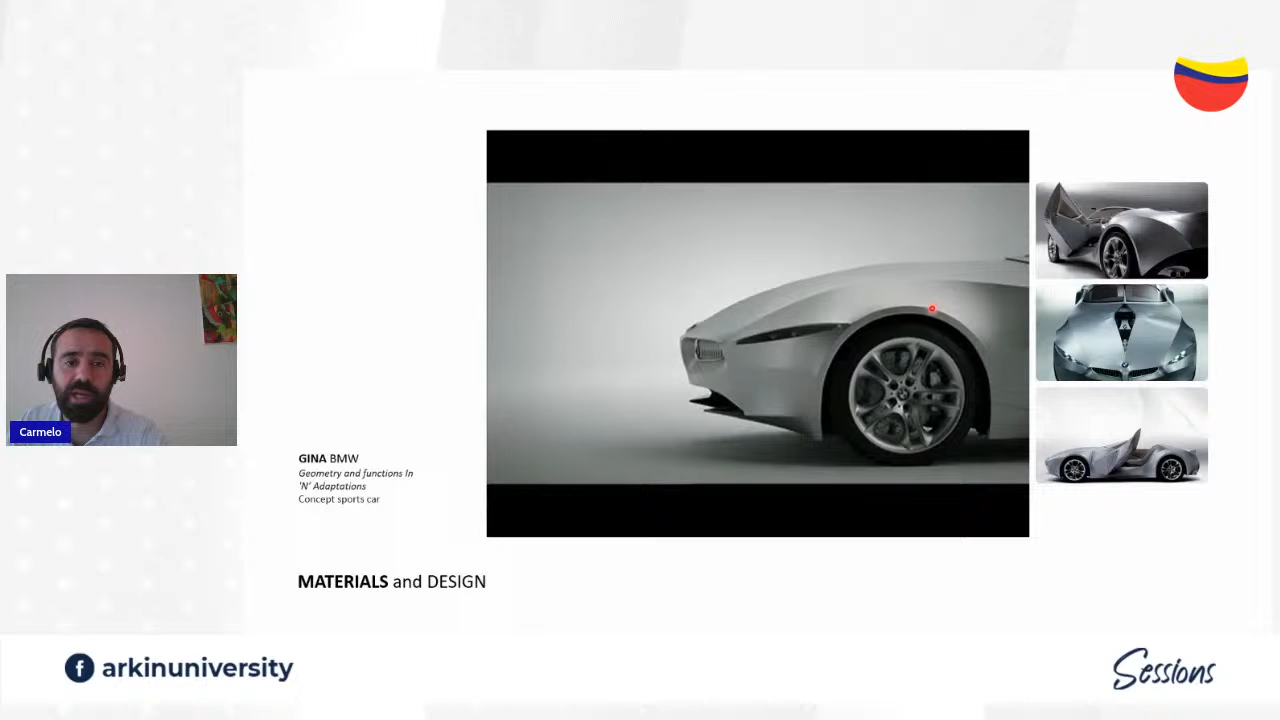 Carmelo
GINA BMW
Geometry and functions In
'N' Adaptations
Concept sports car
MATERIALS and DESIGN
arkinuniversity
Sessions